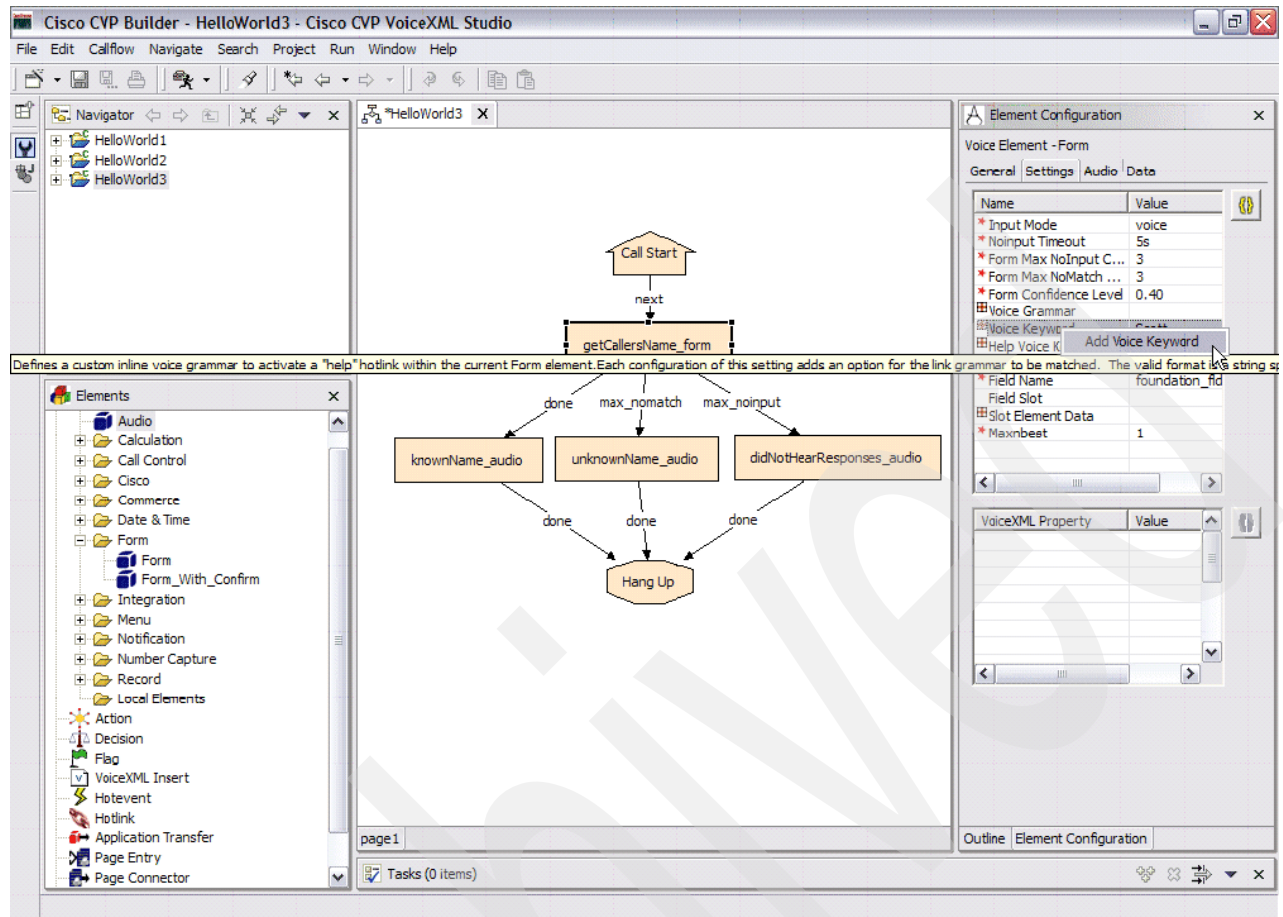 Cisco CVP Builder - HelloWorld3 - Cisco CVP VoiceXML Studio
File Edit Callflow Navigate Search Project Run Window Help
Navigator
HelloWorld1
HelloWorld2
HelloWorld3
*HelloWorld3 X
Call Start
next
getCallersName_form
done max_nomatch max_noinput
knownName_audio unknownName_audio didNotHearResponses_audio
done done done
Hang Up
page1
Element Configuration
Voice Element - Form
General Settings Audio Data
Name Value
* Input Mode voice
* Noinput Timeout 5s
* Form Max NoInput C... 3
* Form Max NoMatch ... 3
* Form Confidence Level 0.40
Voice Grammar
Voice Keyword Scott
Add Voice Keyword
Help Voice K
Defines a custom inline voice grammar to activate a "help" hotlink within the current Form element.Each configuration of this setting adds an option for the link grammar to be matched. The valid format is a string sp
* Field Name foundation_fld
Field Slot
Slot Element Data
* Maxnbest 1
VoiceXML Property Value
Outline Element Configuration
Elements
Audio
Calculation
Call Control
Cisco
Commerce
Date & Time
Form
Form
Form_With_Confirm
Integration
Menu
Notification
Number Capture
Record
Local Elements
Action
Decision
Flag
VoiceXML Insert
Hotevent
Hotlink
Application Transfer
Page Entry
Page Connector
Tasks (0 items)